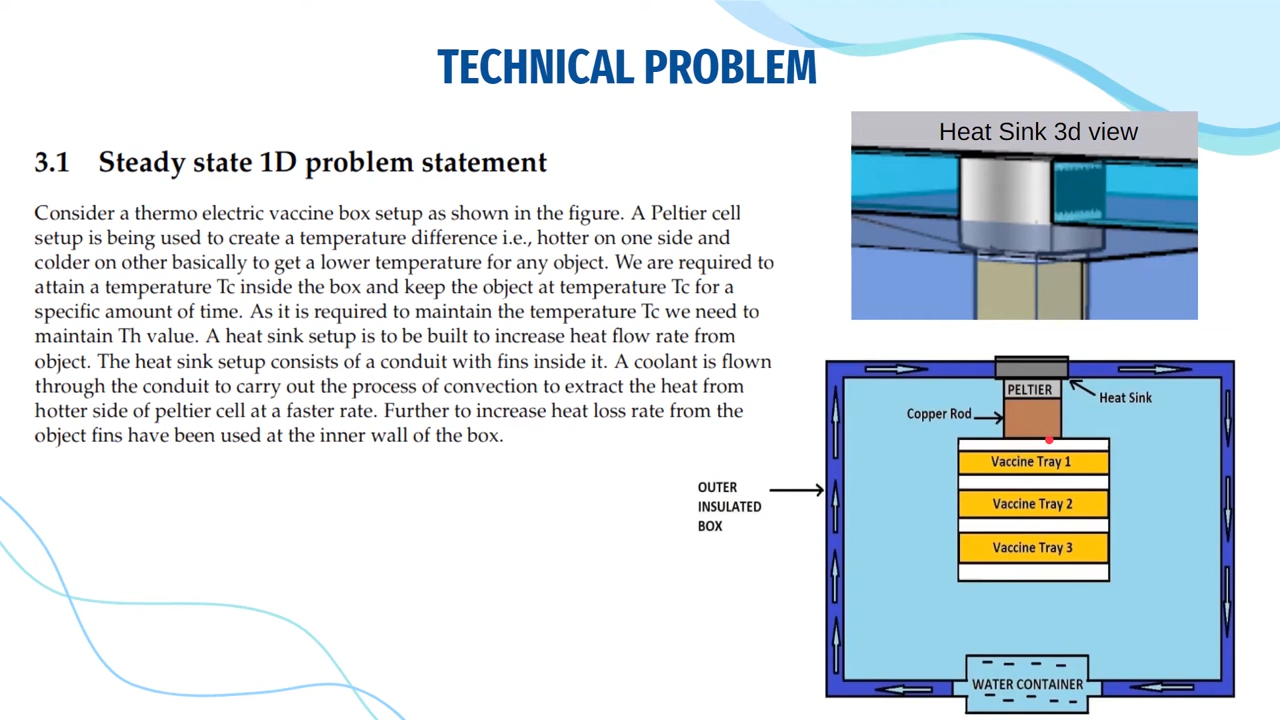 TECHNICAL PROBLEM
3.1 Steady state 1D problem statement
Consider a thermo electric vaccine box setup as shown in the figure. A Peltier cell
setup is being used to create a temperature difference i.e., hotter on one side and
colder on other basically to get a lower temperature for any object. We are required to
attain a temperature Tc inside the box and keep the object at temperature Tc for a
specific amount of time. As it is required to maintain the temperature Tc we need to
maintain Th value. A heat sink setup is to be built to increase heat flow rate from
object. The heat sink setup consists of a conduit with fins inside it. A coolant is flown
through the conduit to carry out the process of convection to extract the heat from
hotter side of peltier cell at a faster rate. Further to increase heat loss rate from the
object fins have been used at the inner wall of the box.
Heat Sink 3d view
PELTIER
Heat Sink
Copper Rod
Vaccine Tray 1
Vaccine Tray 2
Vaccine Tray 3
OUTER
INSULATED
BOX
WATER CONTAINER